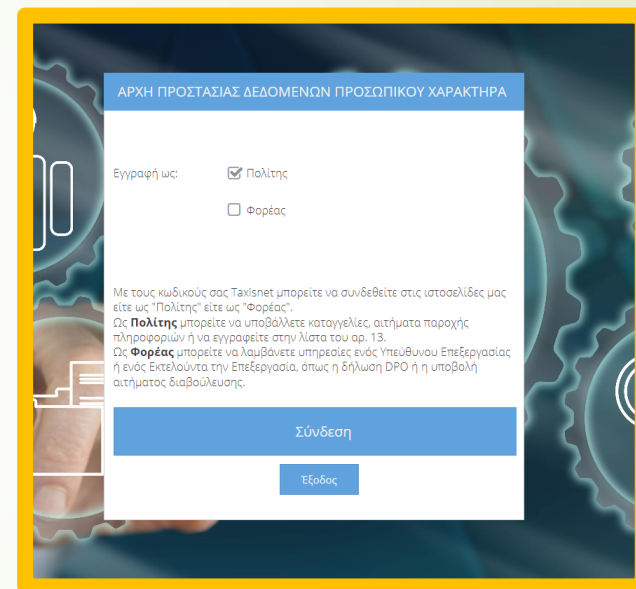 ΑΡΧΗ ΠΡΟΣΤΑΣΙΑΣ ΔΕΔΟΜΕΝΩΝ ΠΡΟΣΩΠΙΚΟΥ ΧΑΡΑΚΤΗΡΑ
Εγγραφή ως: Πολίτης
Φορέας
Με τους κωδικούς σας Taxisnet μπορείτε να συνδεθείτε στις ιστοσελίδες μας
είτε ως "Πολίτης" είτε ως "Φορέας".
Ως Πολίτης μπορείτε να υποβάλλετε καταγγελίες, αιτήματα παροχής
πληροφοριών ή να εγγραφείτε στην λίστα του αρ. 13.
Ως Φορέας μπορείτε να λαμβάνετε υπηρεσίες ενός Υπεύθυνου Επεξεργασίας
ή ενός Εκτελούντα την Επεξεργασία, όπως η δήλωση DPO ή η υποβολή
αιτήματος διαβούλευσης.
Σύνδεση
Έξοδος